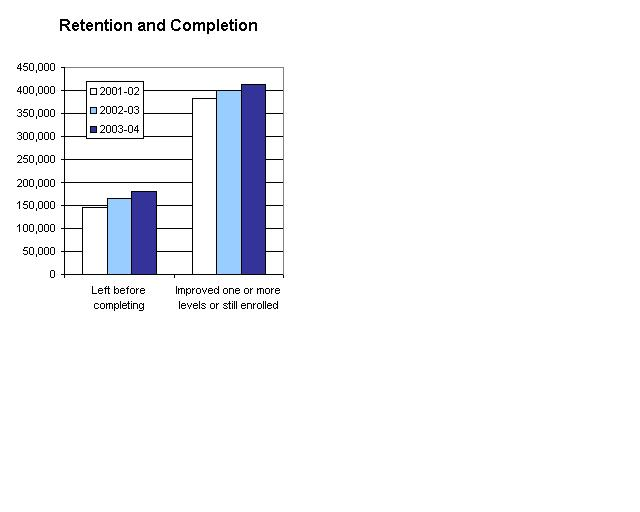 Retention and Completion
450,000
400,000
350,000
300,000
250,000
200,000
150,000
100,000
50,000
0
2001-02
2002-03
2003-04
Left before
completing
Improved one or more
levels or still enrolled